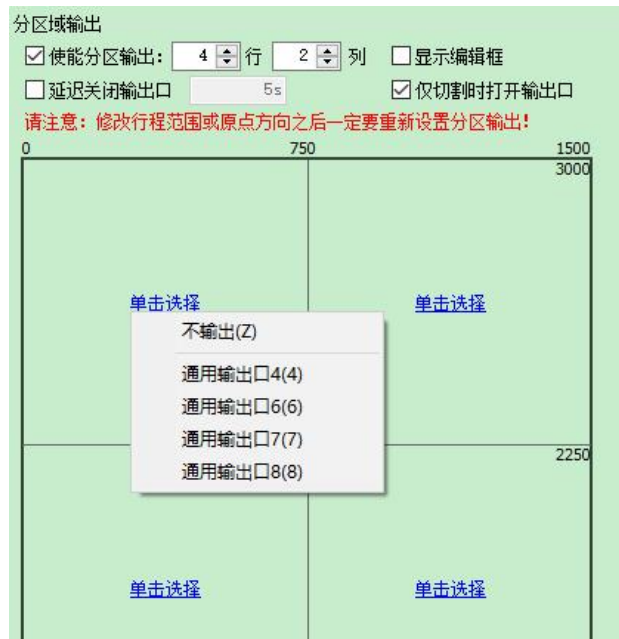 分区域输出
使能分区输出: 4 行 2 列 显示编辑框
延迟关闭输出口 5s 仅切割时打开输出口
请注意: 修改行程范围或原点方向之后一定要重新设置分区输出!
0 750 1500
3000
单击选择 单击选择
不输出(Z)
通用输出口4(4)
通用输出口6(6)
通用输出口7(7)
通用输出口8(8)
2250
单击选择 单击选择